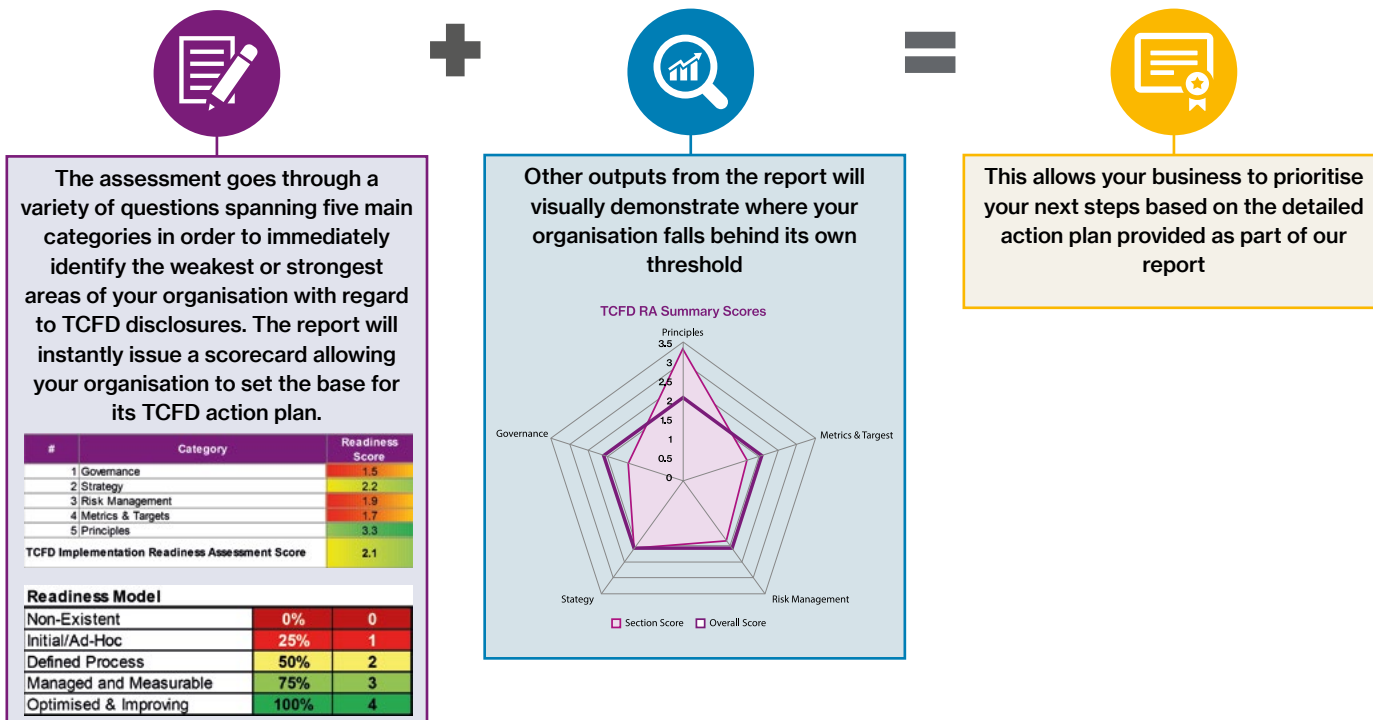 The assessment goes through a
variety of questions spanning five main
categories in order to immediately
identify the weakest or strongest
areas of your organisation with regard
to TCFD disclosures. The report will
instantly issue a scorecard allowing
your organisation to set the base for
its TCFD action plan.
# Category Readiness
Score
1 Governance 1.5
2 Strategy 2.2
3 Risk Management 1.9
4 Metrics & Targets 1.7
5 Principles 3.3
TCFD Implementation Readiness Assessment Score 2.1
Readiness Model
Non-Existent 0% 0
Initial/Ad-Hoc 25% 1
Defined Process 50% 2
Managed and Measurable 75% 3
Optimised & Improving 100% 4
Other outputs from the report will
visually demonstrate where your
organisation falls behind its own
threshold
TCFD RA Summary Scores
Principles
3.5
3
2.5
2
1.5
1
0.5
0
Governance
Metrics & Targest
Stategy
Risk Management
Section Score Overall Score
This allows your business to prioritise
your next steps based on the detailed
action plan provided as part of our
report